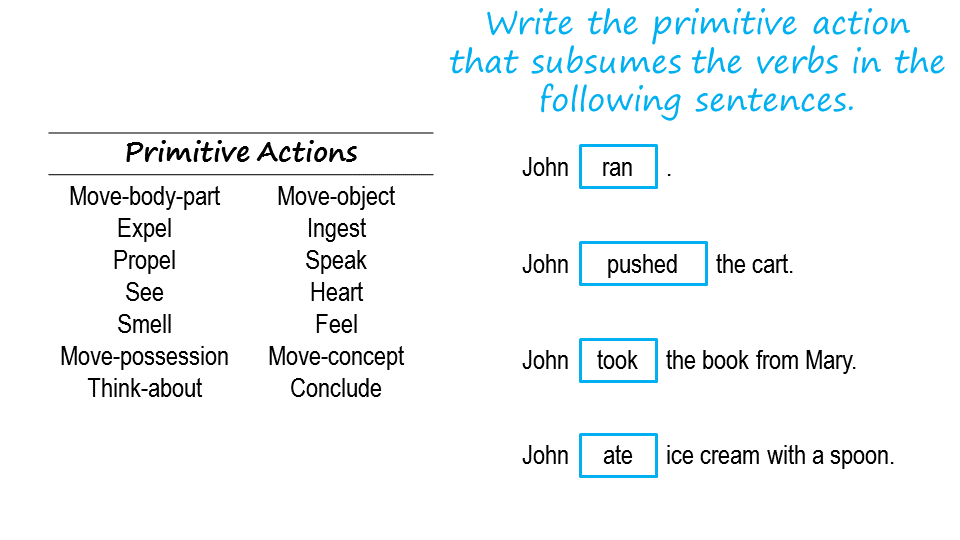 Write the primitive action
that subsumes the verbs in the
following sentences.
Primitive Actions
Move-body-part Move-object
Expel Ingest
Propel Speak
See Heart
Smell Feel
Move-possession Move-concept
Think-about Conclude
John ran .
John pushed the cart.
John took the book from Mary.
John ate ice cream with a spoon.